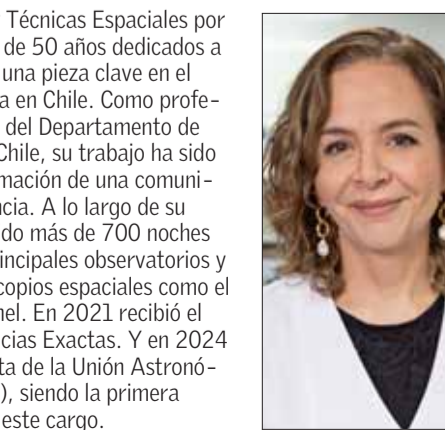 Técnicas Espaciales por
de 50 años dedicados a
una pieza clave en el
a en Chile. Como profe-
del Departamento de
Chile, su trabajo ha sido
mación de una comuni-
ncia. A lo largo de su
do más de 700 noches
incipales observatorios y
copios espaciales como el
nel. En 2021 recibió el
cias Exactas. Y en 2024
ta de la Unión Astronó-
), siendo la primera
este cargo.